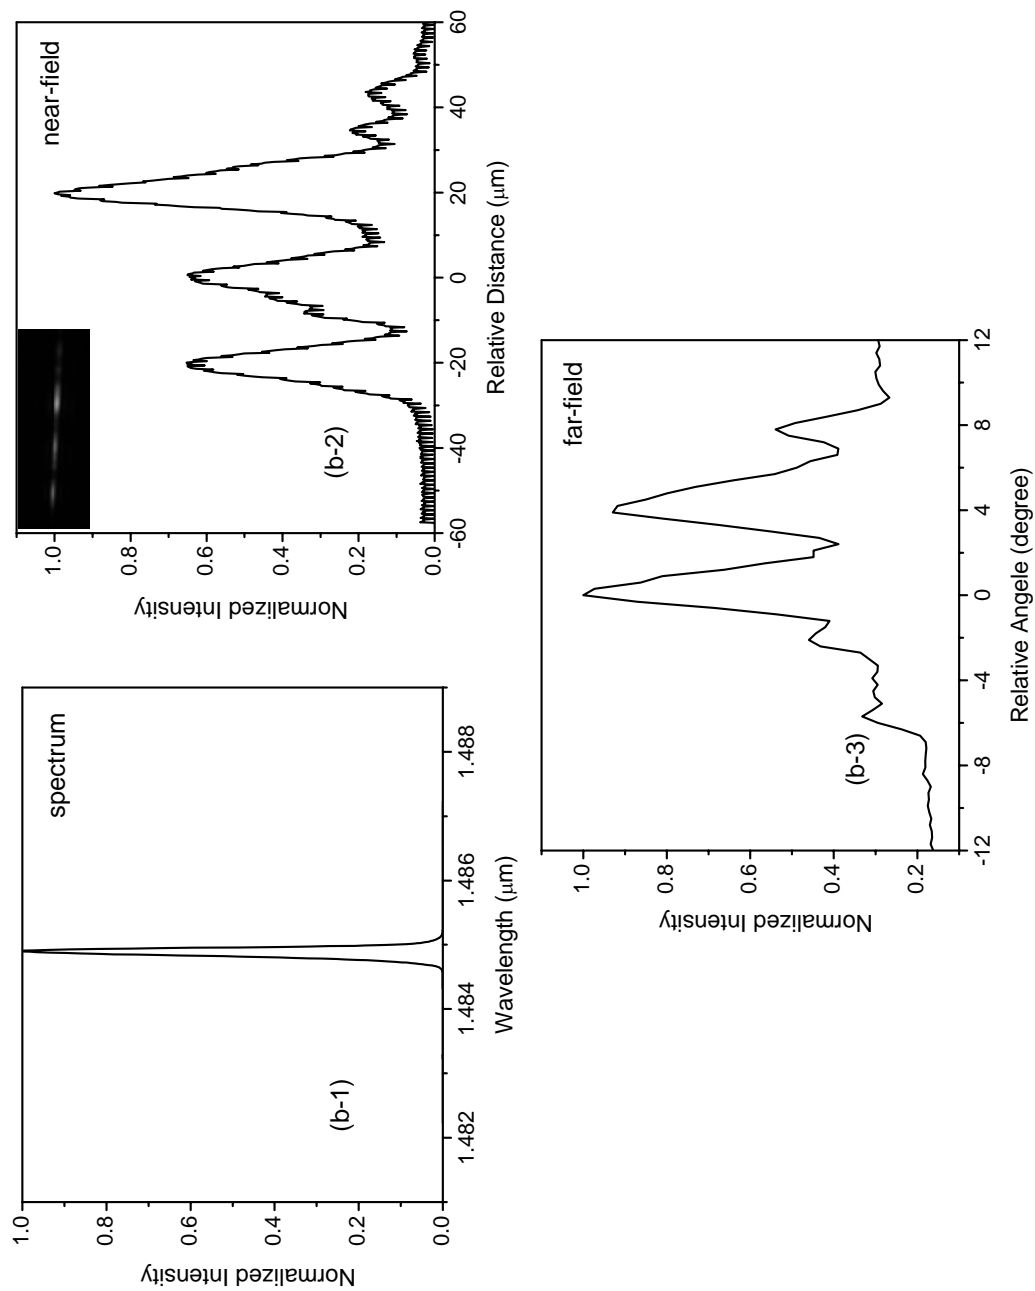 1.0
0.8
0.6
0.4
0.2
0.0
Normalized Intensity
spectrum
(b-1)
1.482
1.484
1.486
1.488
Wavelength (μm)
1.0
0.8
0.6
0.4
0.2
0.0
Normalized Intensity
near-field
(b-2)
-60
-40
-20
0
20
40
60
Relative Distance (μm)
1.0
0.8
0.6
0.4
0.2
Normalized Intensity
far-field
(b-3)
-12
-8
-4
0
4
8
12
Relative Angele (degree)